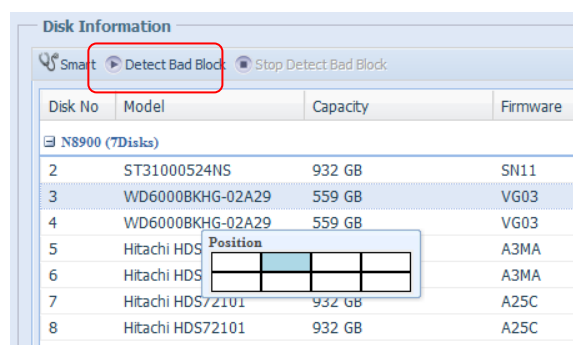 Disk Information
Smart Detect Bad Block Stop Detect Bad Block
Disk No Model Capacity Firmware
N8900 (7Disks)
2 ST31000524NS 932 GB SN11
3 WD6000BKHG-02A29 559 GB VG03
4 WD6000BKHG-02A29 559 GB VG03
Position
5 Hitachi HDS A3MA
6 Hitachi HDS A3MA
7 Hitachi HDS72101 932 GB A25C
8 Hitachi HDS72101 932 GB A25C